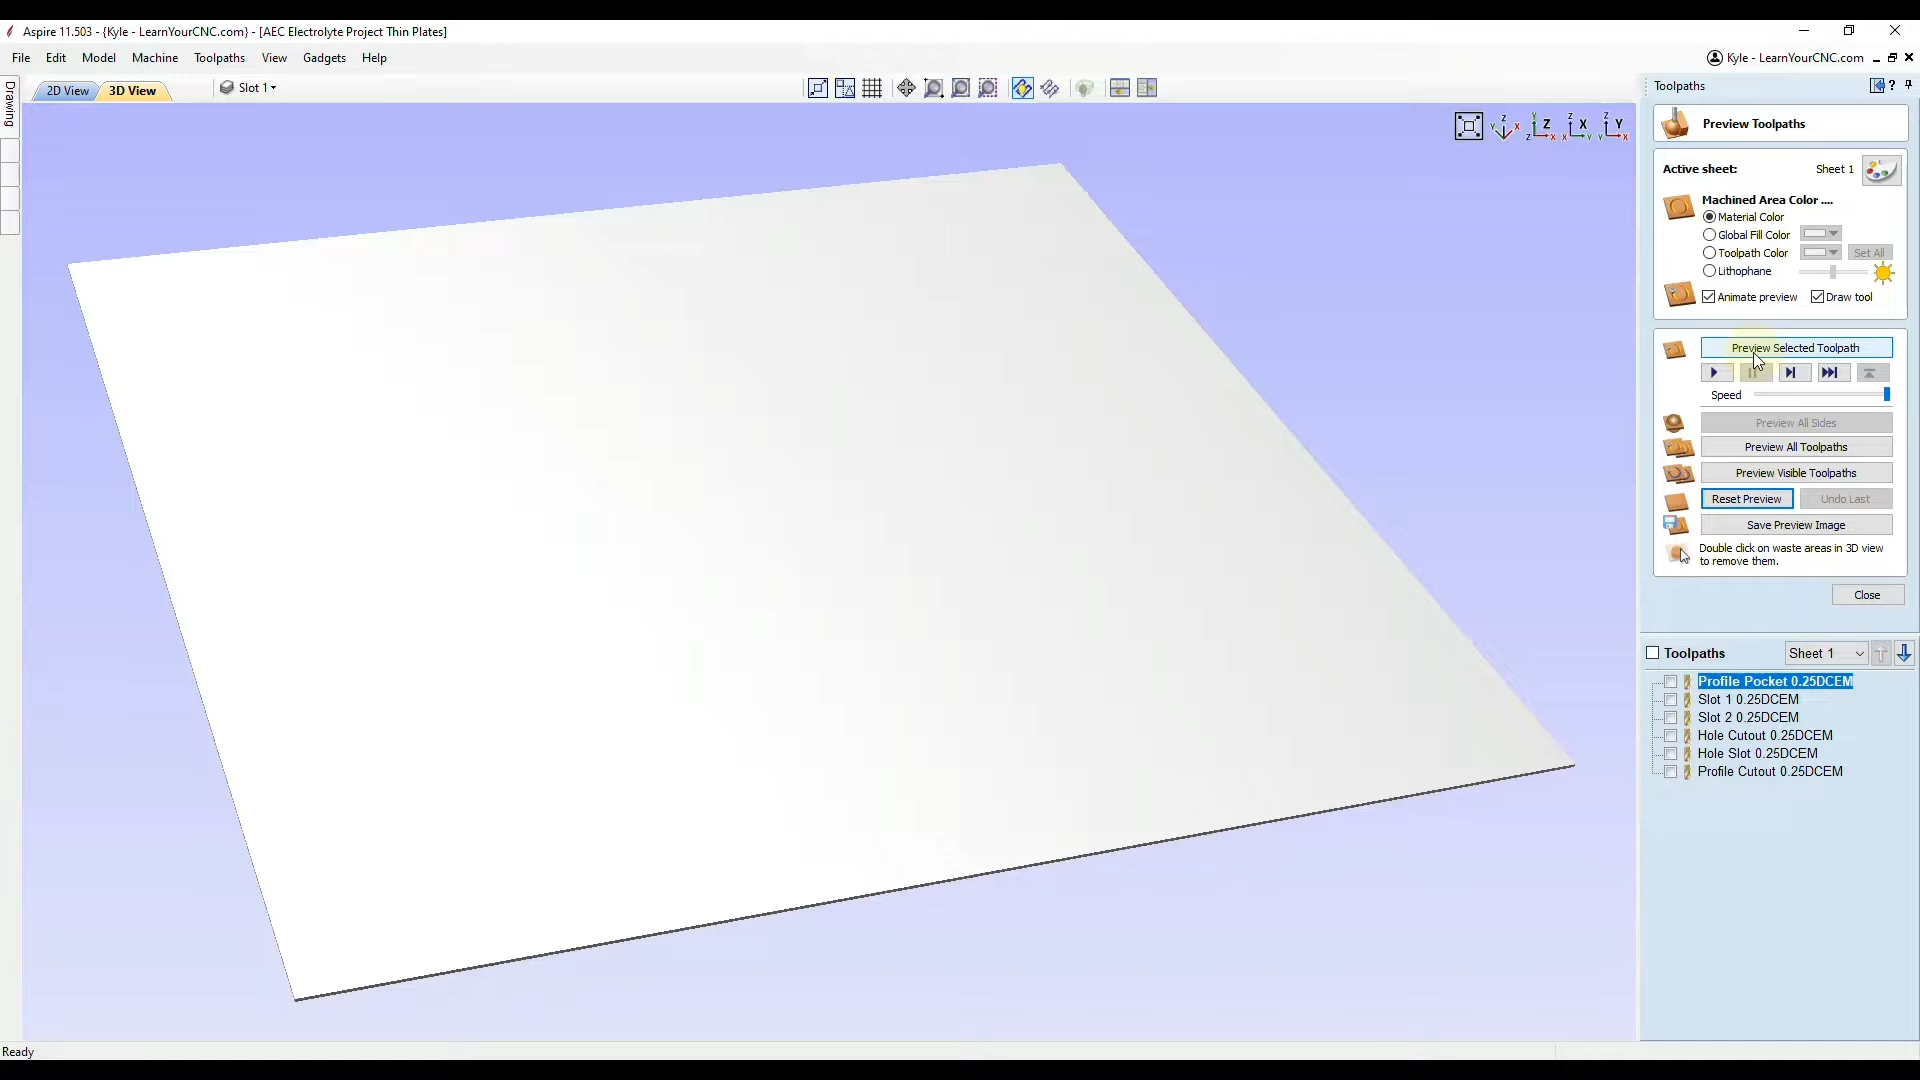 Aspire 11.503 - {Kyle - LearnYourCNC.com} - [AEC Electrolyte Project Thin Plates]
File Edit Model Machine Toolpaths View Gadgets Help
Kyle - LearnYourCNC.com
2D View 3D View Slot 1
Drawing
Toolpaths
?
Z Y X
Z Y Z X
X Z X Y
Y Z Y X
Preview Toolpaths
Active sheet: Sheet 1
Machined Area Color ....
Material Color
Global Fill Color
Toolpath Color Set All
Lithophane
Animate preview Draw tool
Preview Selected Toolpath
Speed
Preview All Sides
Preview All Toolpaths
Preview Visible Toolpaths
Reset Preview Undo Last
Save Preview Image
Double click on waste areas in 3D view
to remove them.
Close
Toolpaths Sheet 1
Profile Pocket 0.25DCEM
Slot 1 0.25DCEM
Slot 2 0.25DCEM
Hole Cutout 0.25DCEM
Hole Slot 0.25DCEM
Profile Cutout 0.25DCEM
Ready